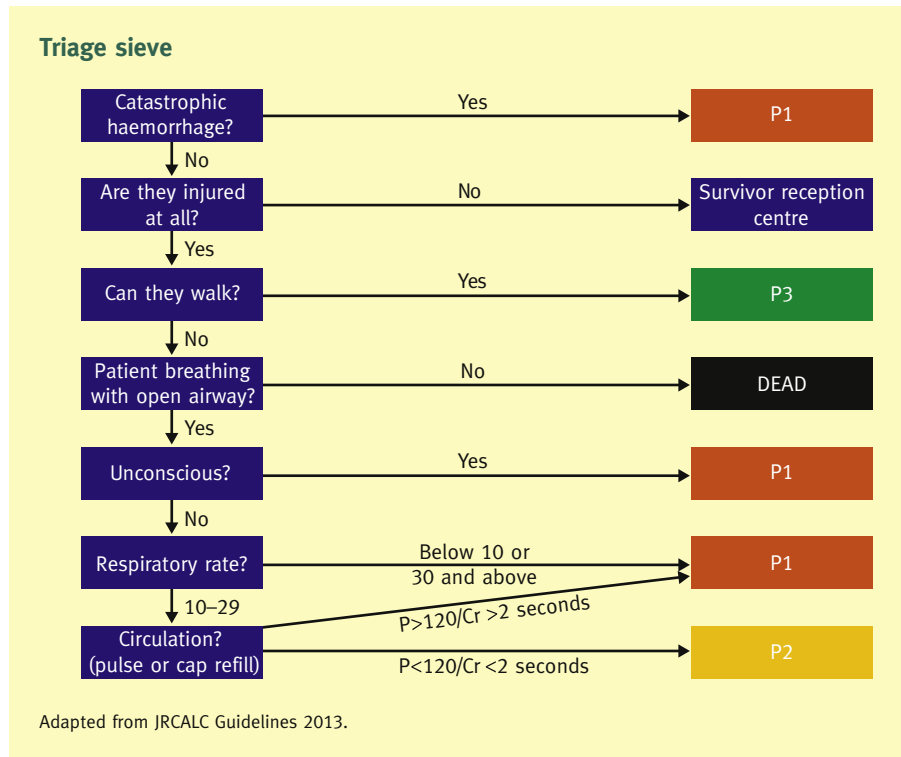 Triage sieve
Catastrophic
haemorrhage?
Yes
P1
No
Are they injured
at all?
No
Survivor reception
centre
Yes
Can they walk?
Yes
P3
No
Patient breathing
with open airway?
No
DEAD
Yes
Unconscious?
Yes
P1
No
Respiratory rate?
Below 10 or
30 and above
P1
10–29
Circulation?
(pulse or cap refill)
P>120/Cr >2 seconds
P<120/Cr <2 seconds
P2
Adapted from JRCALC Guidelines 2013.